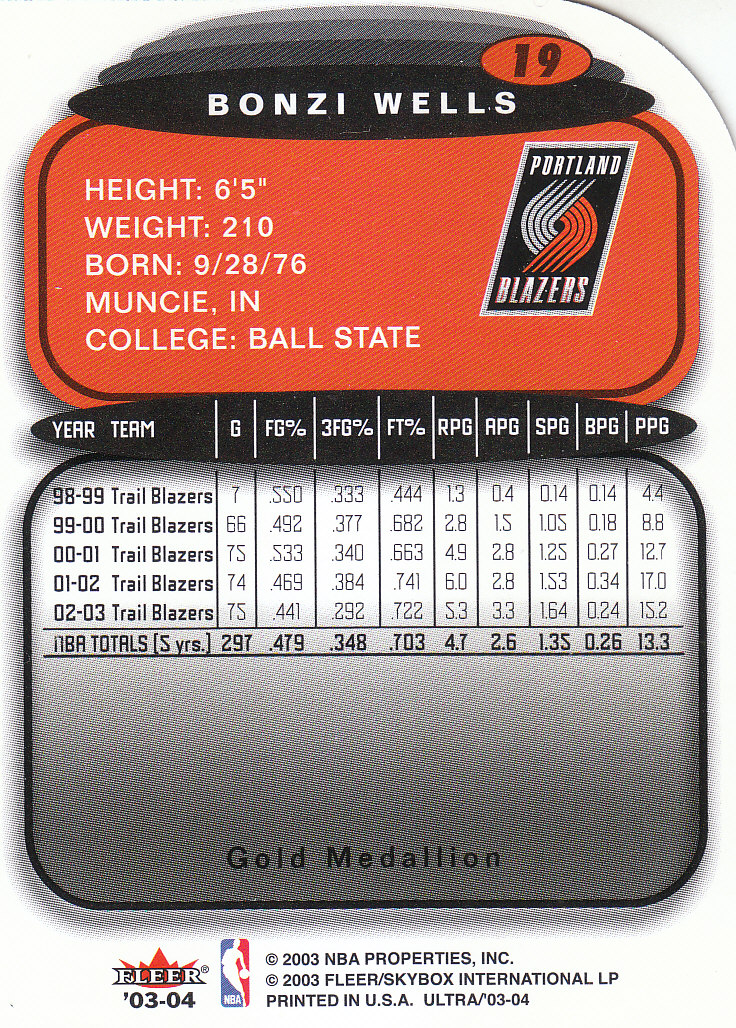 19
BONZI WELLS
PORTLAND
BLAZERS
HEIGHT: 6'5"
WEIGHT: 210
BORN: 9/28/76
MUNCIE, IN
COLLEGE: BALL STATE
YEAR TEAM G FG% 3FG% FT% RPG APG SPG BPG PPG
98-99 Trail Blazers 7 .550 .333 .444 1.3 0.4 0.14 0.14 4.4
99-00 Trail Blazers 66 .492 .377 .682 2.8 1.5 1.05 0.18 8.8
00-01 Trail Blazers 75 .533 .340 .663 4.9 2.8 1.25 0.27 12.7
01-02 Trail Blazers 74 .469 .384 .741 6.0 2.8 1.53 0.34 17.0
02-03 Trail Blazers 75 .441 .292 .722 5.3 3.3 1.64 0.24 15.2
NBA TOTALS (5 yrs.) 297 .479 .348 .703 4.7 2.6 1.35 0.26 13.3
Gold Medallion
FLEER®
'03-04
NBA
© 2003 NBA PROPERTIES, INC.
© 2003 FLEER/SKYBOX INTERNATIONAL LP
PRINTED IN U.S.A. ULTRA/'03-04